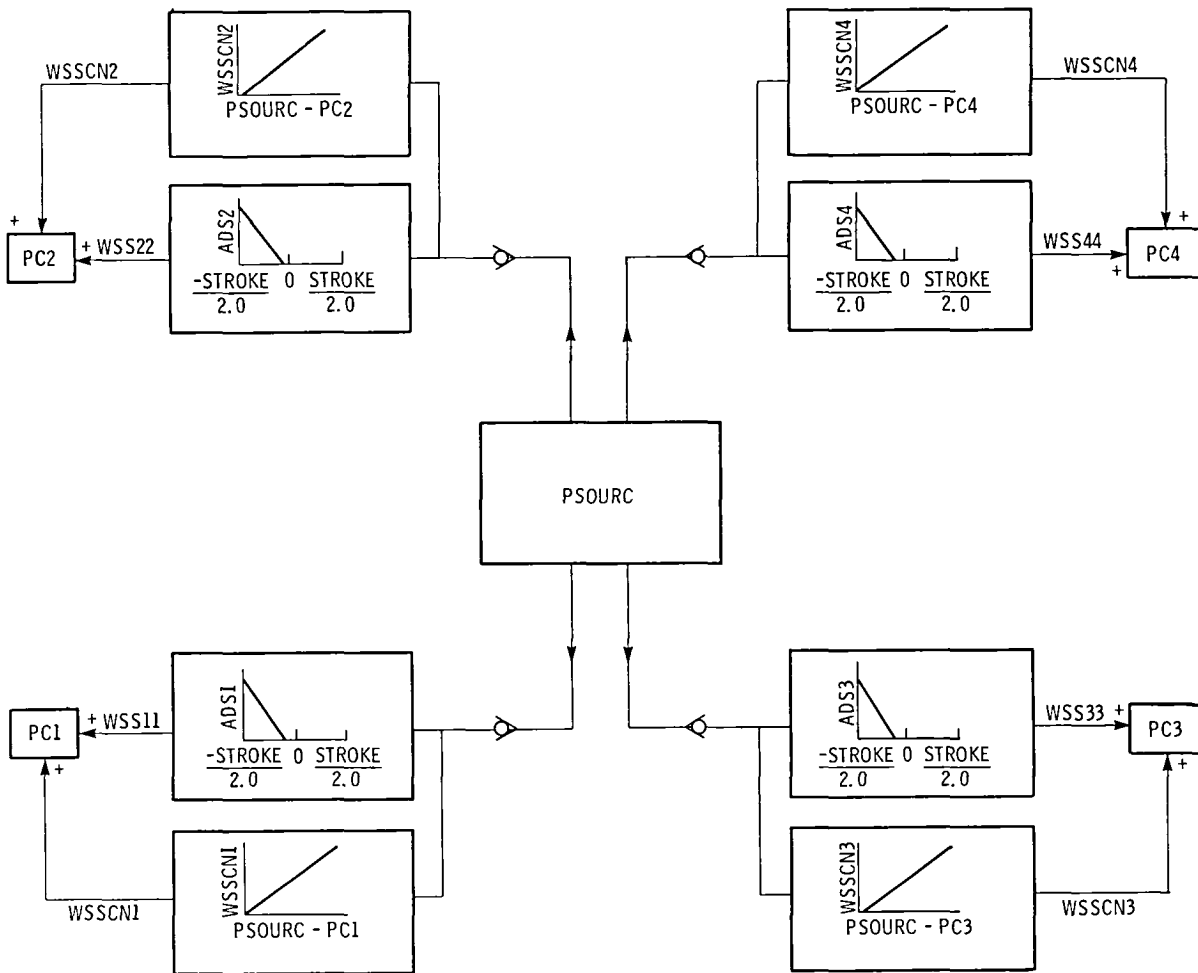 WSSCN2
WSSCN2
PSOURC - PC2
+
PC2
+ WSS22
ADS2
-STROKE/2.0 0 STROKE/2.0
WSSCN4
PSOURC - PC4
WSSCN4
ADS4
-STROKE/2.0 0 STROKE/2.0
WSS44
+
+
PC4
PSOURC
PC1
+ WSS11
+
ADS1
-STROKE/2.0 0 STROKE/2.0
WSSCN1
WSSCN1
PSOURC - PC1
ADS3
-STROKE/2.0 0 STROKE/2.0
WSS33 +
PC3
+
WSSCN3
PSOURC - PC3
WSSCN3